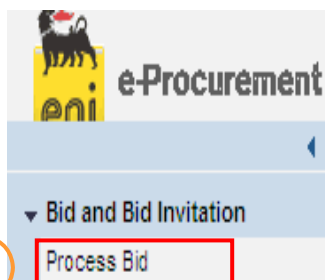 eni
e-Procurement
Bid and Bid Invitation
Process Bid